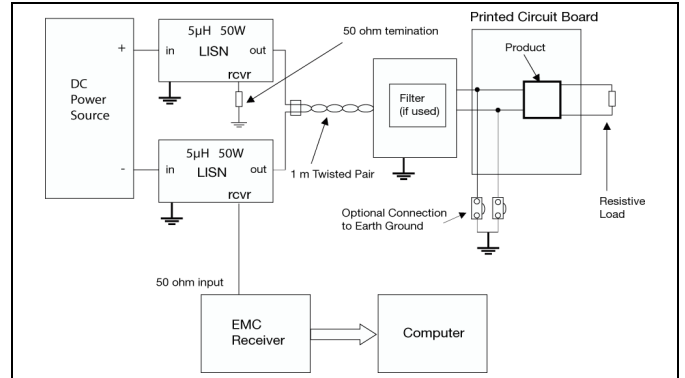 Printed Circuit Board
5µH 50W
50 ohm temination
Product
+
in
LISN
out
rcvr
DC
Power
Source
Filter
(if used)
5µH 50W
-
in
LISN
out
rcvr
1 m Twisted Pair
Optional Connection
to Earth Ground
Resistive
Load
50 ohm input
EMC
Receiver
Computer